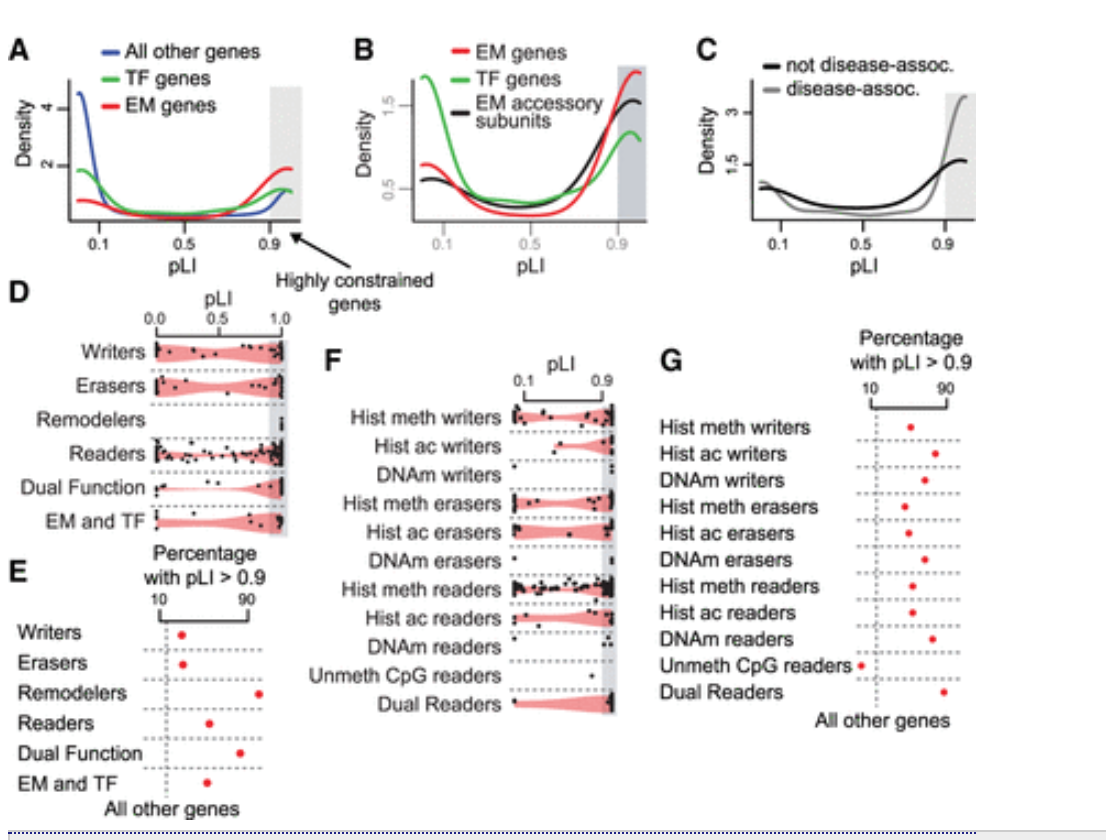 A
All other genes
TF genes
EM genes
Density
4
2
0.1 0.5 0.9
pLI
Highly constrained
genes
B
EM genes
TF genes
EM accessory
subunits
Density
1.5
0.5
0.1 0.5 0.9
pLI
C
not disease-assoc.
disease-assoc.
Density
3
1.5
0.1 0.5 0.9
pLI
D
pLI
0.0 0.5 1.0
Writers
Erasers
Remodelers
Readers
Dual Function
EM and TF
E
Percentage
with pLI > 0.9
10 90
Writers
Erasers
Remodelers
Readers
Dual Function
EM and TF
All other genes
F
pLI
0.1 0.9
Hist meth writers
Hist ac writers
DNAm writers
Hist meth erasers
Hist ac erasers
DNAm erasers
Hist meth readers
Hist ac readers
DNAm readers
Unmeth CpG readers
Dual Readers
G
Percentage
with pLI > 0.9
10 90
Hist meth writers
Hist ac writers
DNAm writers
Hist meth erasers
Hist ac erasers
DNAm erasers
Hist meth readers
Hist ac readers
DNAm readers
Unmeth CpG readers
Dual Readers
All other genes